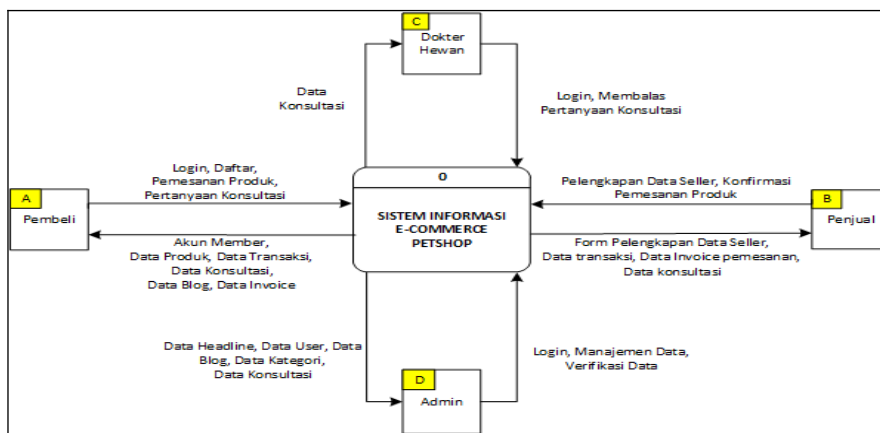 C
Dokter
Hewan
Data
Konsultasi
Login, Membalas
Pertanyaan Konsultasi
Login, Daftar,
Pemesanan Produk,
Pertanyaan Konsultasi
A
Pembeli
Akun Member,
Data Produk, Data Transaksi,
Data Konsultasi,
Data Blog, Data Invoice
0
SISTEM INFORMASI
E-COMMERCE
PETSHOP
Pelengkapan Data Seller, Konfirmasi
Pemesanan Produk
B
Penjual
Form Pelengkapan Data Seller,
Data transaksi, Data Invoice pemesanan,
Data konsultasi
Data Headline, Data User, Data
Blog, Data Kategori,
Data Konsultasi
Login, Manajemen Data,
Verifikasi Data
D
Admin